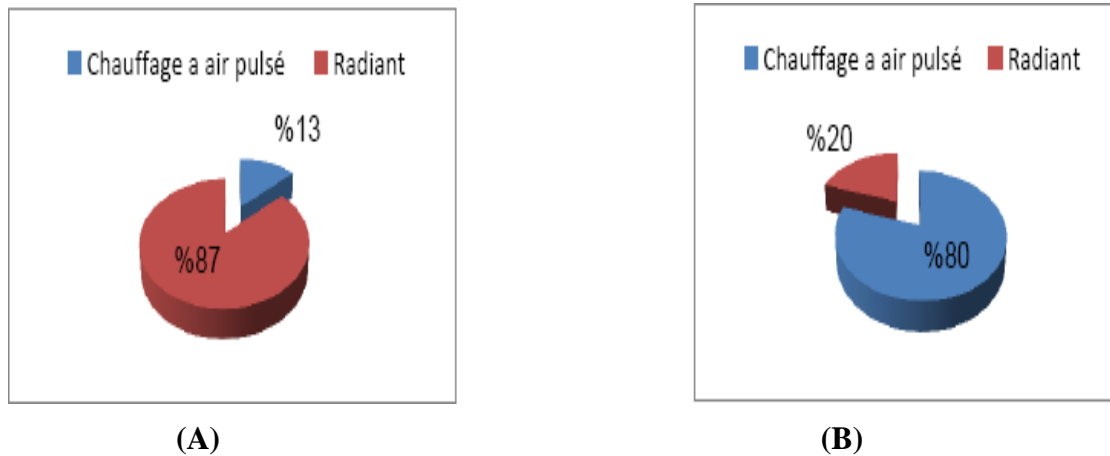 Chauffage a air pulsé Radiant
%13
%87
(A)
Chauffage a air pulsé Radiant
%20
%80
(B)